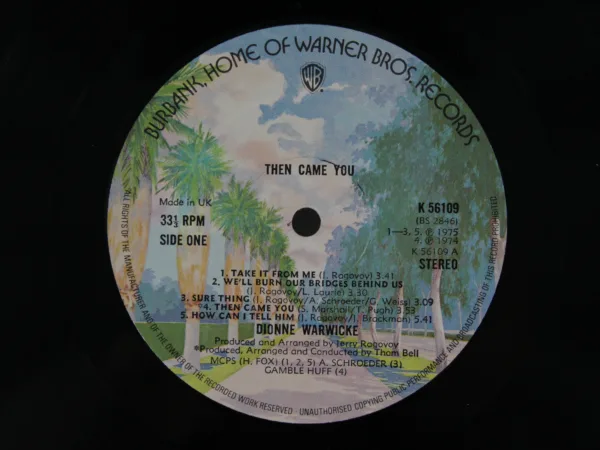 BURBANK, HOME OF WARNER BROS. RECORDS
WB
THEN CAME YOU
Made in UK
33⅓ RPM
SIDE ONE
K 56109
(BS 2846)
1—3, 5. ℗ 1975
4. ℗ 1974
K 56109 A
STEREO
1. TAKE IT FROM ME (J. Ragovoy) 3.41
2. WE'LL BURN OUR BRIDGES BEHIND US
(J. Ragovoy/L. Laurie) 3.30
3. SURE THING (J. Ragovoy/A. Schroeder/G. Weiss) 3.09
4. THEN CAME YOU (S. Marshall/T. Pugh) 3.53
5. HOW CAN I TELL HIM (J. Ragovoy/I. Brackman) 5.41
DIONNE WARWICKE
Produced and Arranged by Jerry Ragovoy
*Produced, Arranged and Conducted by Thom Bell
MCPS (H. FOX) (1, 2, 5) A. SCHROEDER (3)
GAMBLE HUFF (4)
ALL RIGHTS OF THE MANUFACTURER AND OF THE OWNER OF THE RECORDED WORK RESERVED - UNAUTHORISED COPYING PUBLIC PERFORMANCE AND BROADCASTING OF THIS RECORD PROHIBITED